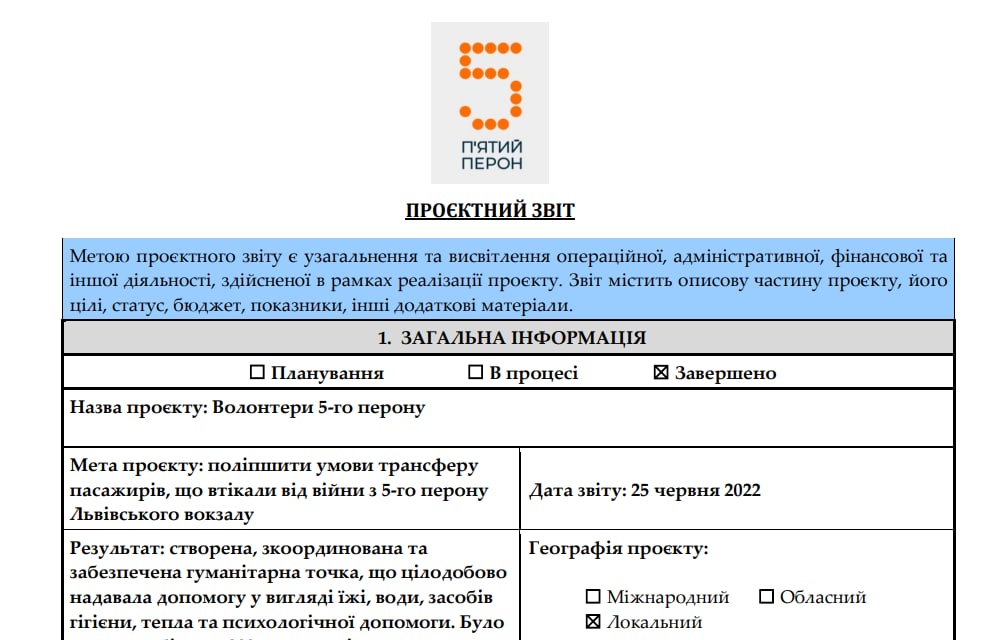 П'ЯТИЙ
ПЕРОН
ПРОЄКТНИЙ ЗВІТ
Метою проєктного звіту є узагальнення та висвітлення операційної, адміністративної, фінансової та
іншої діяльності, здійсненої в рамках реалізації проєкту. Звіт містить описову частину проєкту, його
цілі, статус, бюджет, показники, інші додаткові матеріали.
1. ЗАГАЛЬНА ІНФОРМАЦІЯ
☐ Планування ☐ В процесі ☒ Завершено
Назва проєкту: Волонтери 5-го перону
Мета проєкту: поліпшити умови трансферу
пасажирів, що втікали від війни з 5-го перону
Львівського вокзалу
Дата звіту: 25 червня 2022
Результат: створена, зкоординована та
забезпечена гуманітарна точка, що цілодобово
надавала допомогу у вигляді їжі, води, засобів
гігієни, тепла та психологічної допомоги. Було
Географія проєкту:
☐ Міжнародний ☐ Обласний
☒ Локальний